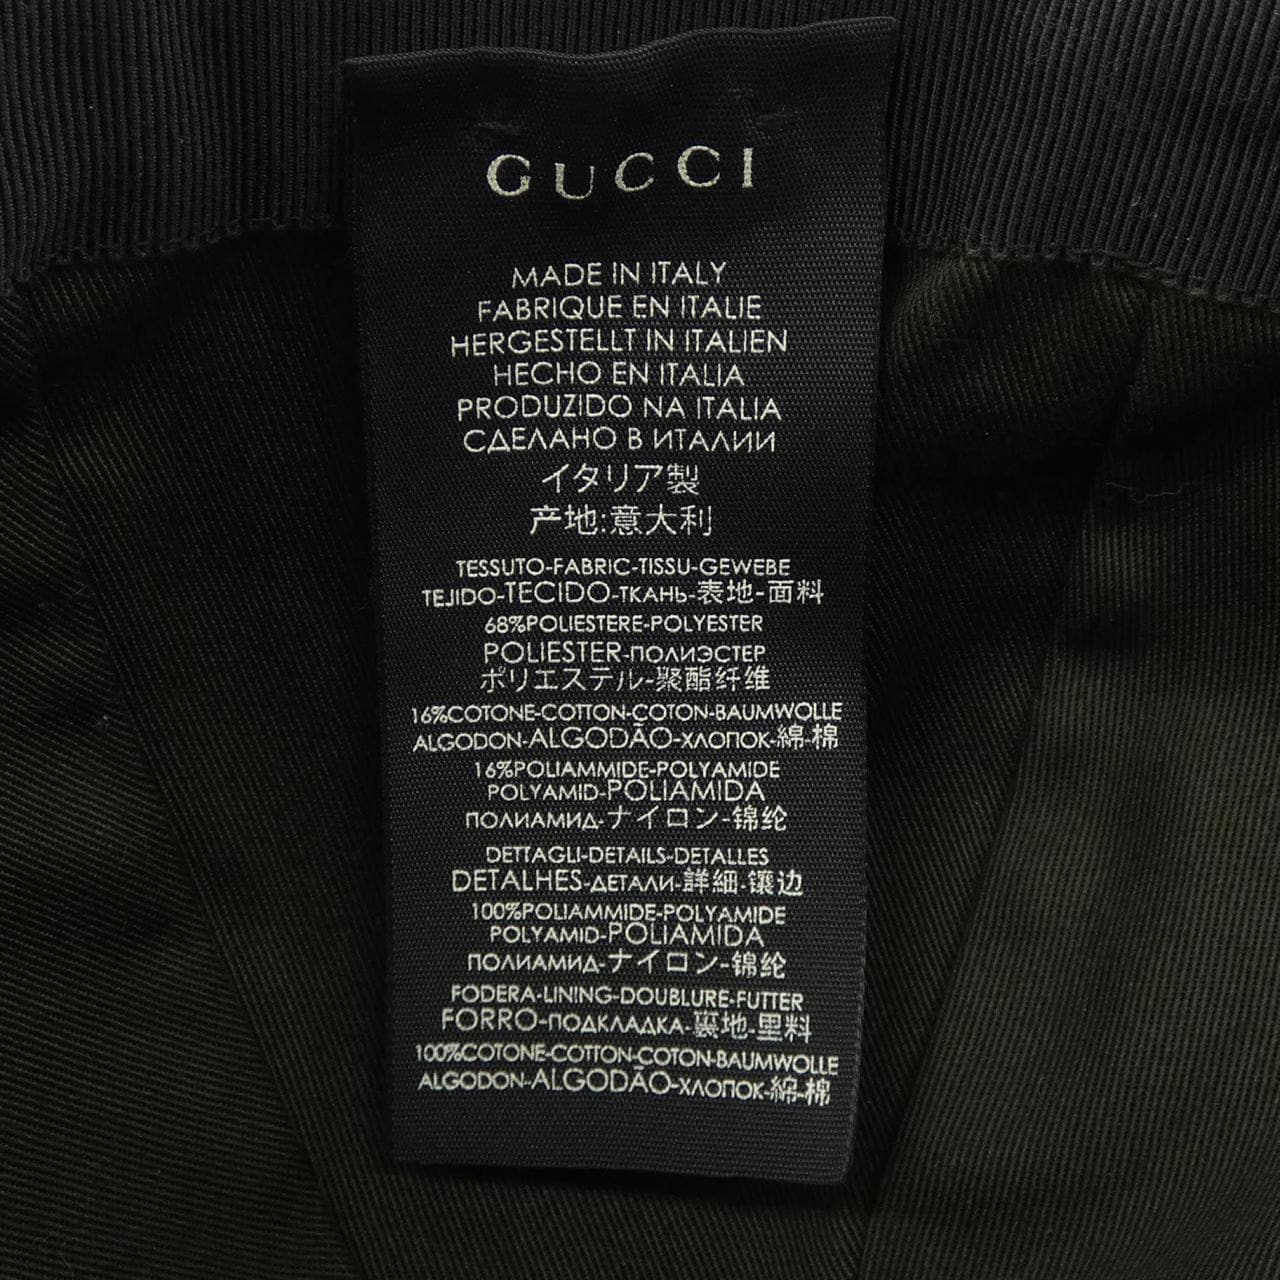 GUCCI
MADE IN ITALY
FABRIQUE EN ITALIE
HERGESTELLT IN ITALIEN
HECHO EN ITALIA
PRODUZIDO NA ITALIA
СДЕЛАНО В ИТАЛИИ
イタリア製
产地:意大利
TESSUTO-FABRIC-TISSU-GEWEBE
TEJIDO-TECIDO-ТКАНЬ-表地-面料
68%POLIESTERE-POLYESTER
POLIESTER-ПОЛИЭСТЕР
ポリエステル-聚酯纤维
16%COTONE-COTTON-COTON-BAUMWOLLE
ALGODON-ALGODÃO-ХЛОПОК-綿-棉
16%POLIAMMIDE-POLYAMIDE
POLYAMID-POLIAMIDA
ПОЛИАМИД-ナイロン-锦纶
DETTAGLI-DETAILS-DETALLES
DETALHES-ДЕТАЛИ-詳細-镶边
100%POLIAMMIDE-POLYAMIDE
POLYAMID-POLIAMIDA
ПОЛИАМИД-ナイロン-锦纶
FODERA-LINING-DOUBLURE-FUTTER
FORRO-ПОДКЛАДКА-裏地-里料
100%COTONE-COTTON-COTON-BAUMWOLLE
ALGODON-ALGODÃO-ХЛОПОК-綿-棉